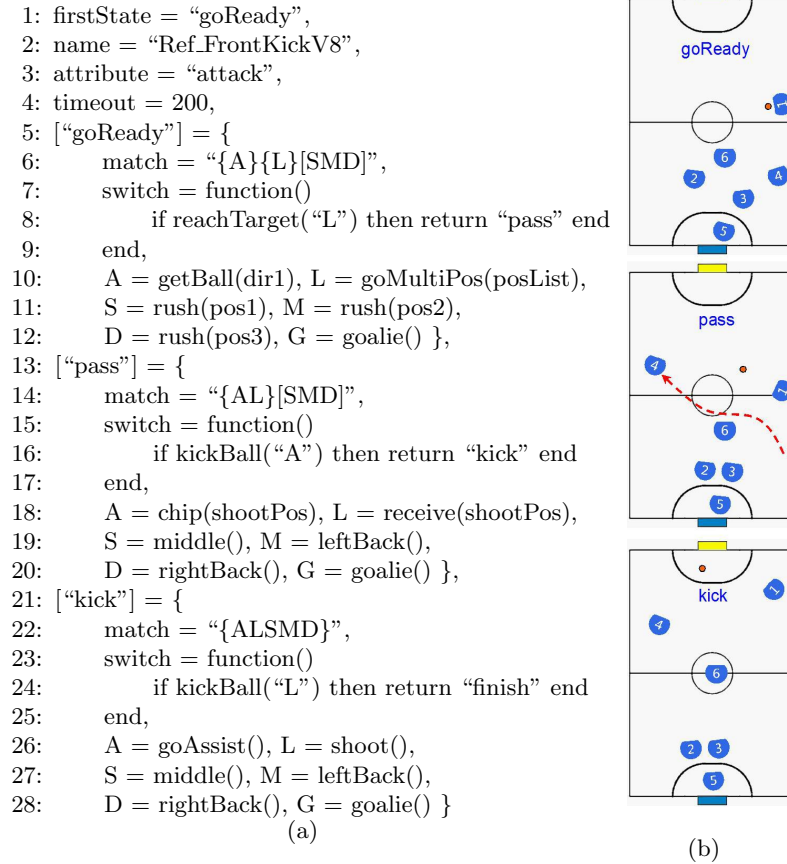 1: firstState = “goReady”,
2: name = “Ref_FrontKickV8”,
3: attribute = “attack”,
4: timeout = 200,
5: [“goReady”] = {
6: match = “{A}{L}[SMD]”,
7: switch = function()
8: if reachTarget(“L”) then return “pass” end
9: end,
10: A = getBall(dir1), L = goMultiPos(posList),
11: S = rush(pos1), M = rush(pos2),
12: D = rush(pos3), G = goalie() },
13: [“pass”] = {
14: match = “{AL}[SMD]”,
15: switch = function()
16: if kickBall(“A”) then return “kick” end
17: end,
18: A = chip(shootPos), L = receive(shootPos),
19: S = middle(), M = leftBack(),
20: D = rightBack(), G = goalie() },
21: [“kick”] = {
22: match = “{ALSMD}”,
23: switch = function()
24: if kickBall(“L”) then return “finish” end
25: end,
26: A = goAssist(), L = shoot(),
27: S = middle(), M = leftBack(),
28: D = rightBack(), G = goalie() }
(a)
goReady
1
6
2 4
3
5
pass
4
1
6
2 3
5
kick
1
4
6
2 3
5
(b)